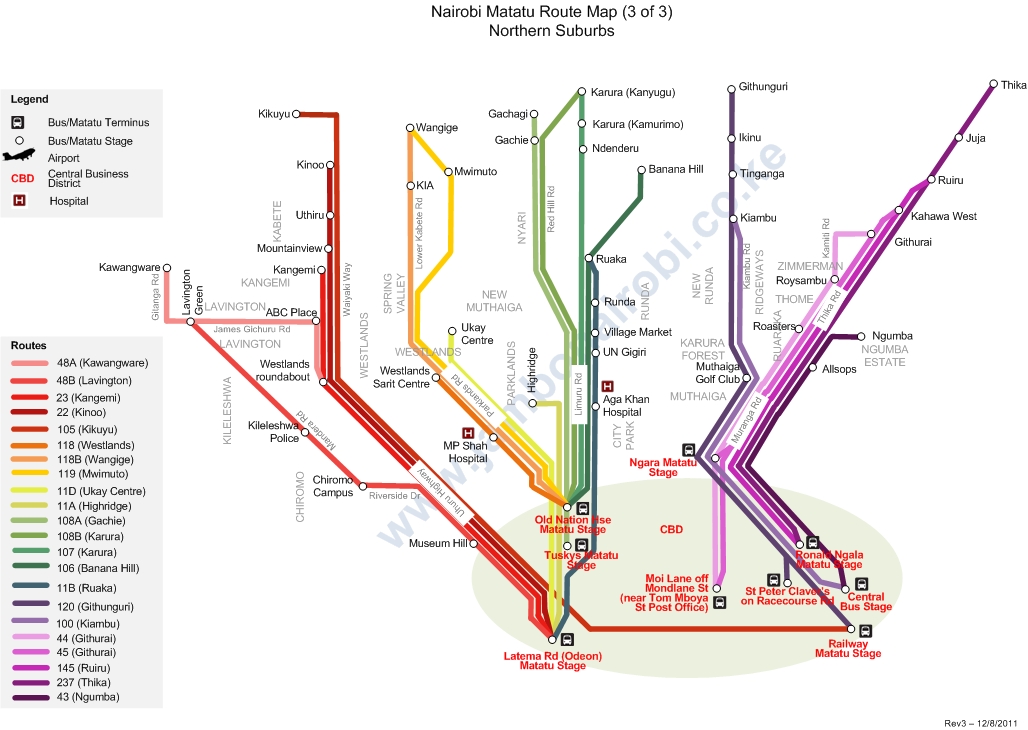 Nairobi Matatu Route Map (3 of 3)
Northern Suburbs
Legend
Bus/Matatu Terminus
Bus/Matatu Stage
Airport
CBD
Central Business
District
H
Hospital
Routes
48A (Kawangware)
48B (Lavington)
23 (Kangemi)
22 (Kinoo)
105 (Kikuyu)
118 (Westlands)
118B (Wangige)
119 (Mwimuto)
11D (Ukay Centre)
11A (Highridge)
108A (Gachie)
108B (Karura)
107 (Karura)
106 (Banana Hill)
11B (Ruaka)
120 (Githunguri)
100 (Kiambu)
44 (Githurai)
45 (Githurai)
145 (Ruiru)
237 (Thika)
43 (Ngumba)
Kikuyu
Kinoo
Uthiru
KABETE
Mountainview
Kangemi
KANGEMI
Waiyaki Way
Kawangware
Gitanga Rd
Lavington
Green
LAVINGTON
ABC Place
James Gichuru Rd
LAVINGTON
WESTLANDS
Westlands
roundabout
KILELESHWA
Kileleshwa
Police
Mandera Rd
CHIROMO
Chiromo
Campus
Riverside Dr
Uhuru Highway
Museum Hill
Wangige
Mwimuto
KIA
Lower Kabete Rd
SPRING
VALLEY
WESTLANDS
Westlands
Sarit Centre
Ukay
Centre
Parklands Rd
H
MP Shah
Hospital
NEW
MUTHAIGA
PARKLANDS
Highridge
Gachagi
Gachie
NYARI
Red Hill Rd
Karura (Kanyugu)
Karura (Kamurimo)
Ndenderu
Banana Hill
Ruaka
Runda
RUNDA
Village Market
UN Gigiri
Limuru Rd
H
Aga Khan
Hospital
CITY
PARK
Githunguri
Ikinu
Tinganga
Kiambu
Kiambu Rd
RIDGEWAYS
NEW
RUNDA
KARURA
FOREST
Muthaiga
Golf Club
MUTHAIGA
Muranga Rd
Thika
Juja
Ruiru
Kahawa West
Githurai
Kamiti Rd
ZIMMERMAN
Roysambu
THOME
Thika Rd
Roasters
RUARAKA
Ngumba
NGUMBA
ESTATE
Allsops
Ngara Matatu
Stage
CBD
Old Nation Hse
Matatu Stage
Tuskys Matatu
Stage
Latema Rd (Odeon)
Matatu Stage
Moi Lane off
Mondlane St
(near Tom Mboya
St Post Office)
St Peter Claver's
on Racecourse Rd
Ronald Ngala
Matatu Stage
Central
Bus Stage
Railway
Matatu Stage
Rev3 – 12/8/2011